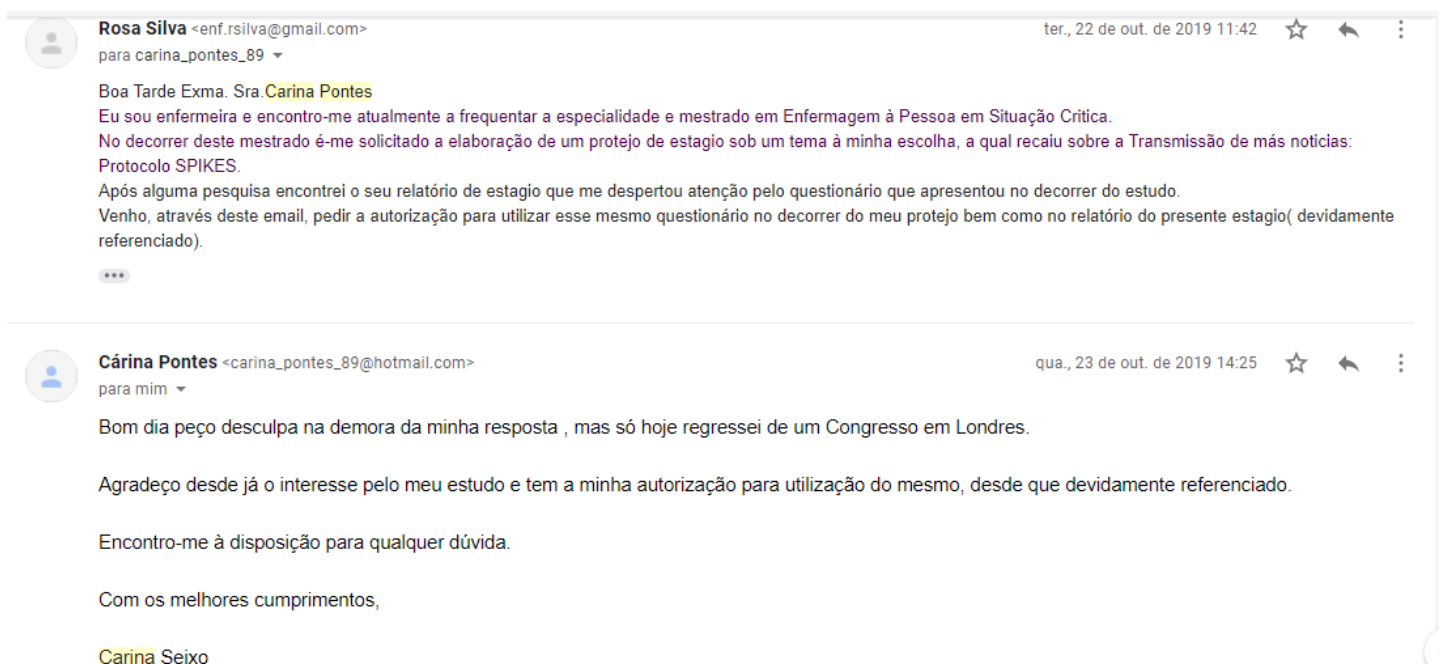 Rosa Silva <enf.rsilva@gmail.com>
ter., 22 de out. de 2019 11:42
para carina_pontes_89
Boa Tarde Exma. Sra.Carina Pontes
Eu sou enfermeira e encontro-me atualmente a frequentar a especialidade e mestrado em Enfermagem à Pessoa em Situação Critica.
No decorrer deste mestrado é-me solicitado a elaboração de um protejo de estagio sob um tema à minha escolha, a qual recaiu sobre a Transmissão de más noticias:
Protocolo SPIKES.
Após alguma pesquisa encontrei o seu relatório de estagio que me despertou atenção pelo questionário que apresentou no decorrer do estudo.
Venho, através deste email, pedir a autorização para utilizar esse mesmo questionário no decorrer do meu protejo bem como no relatório do presente estagio( devidamente
referenciado).
Cárina Pontes <carina_pontes_89@hotmail.com>
qua., 23 de out. de 2019 14:25
para mim
Bom dia peço desculpa na demora da minha resposta , mas só hoje regressei de um Congresso em Londres.
Agradeço desde já o interesse pelo meu estudo e tem a minha autorização para utilização do mesmo, desde que devidamente referenciado.
Encontro-me à disposição para qualquer dúvida.
Com os melhores cumprimentos,
Carina Seixo